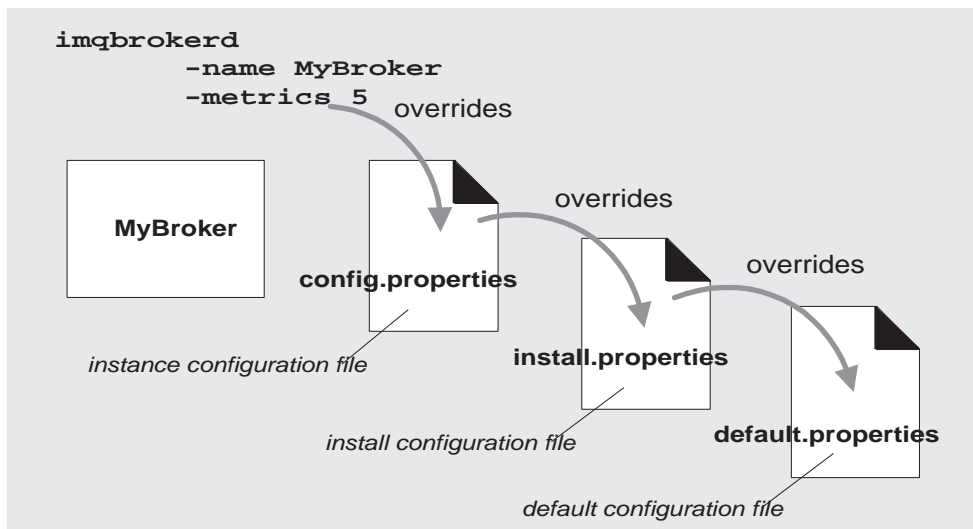 imqbrokerd
-name MyBroker
-metrics 5
overrides
overrides
MyBroker
overrides
config.properties
instance configuration file
install.properties
install configuration file
default.properties
default configuration file